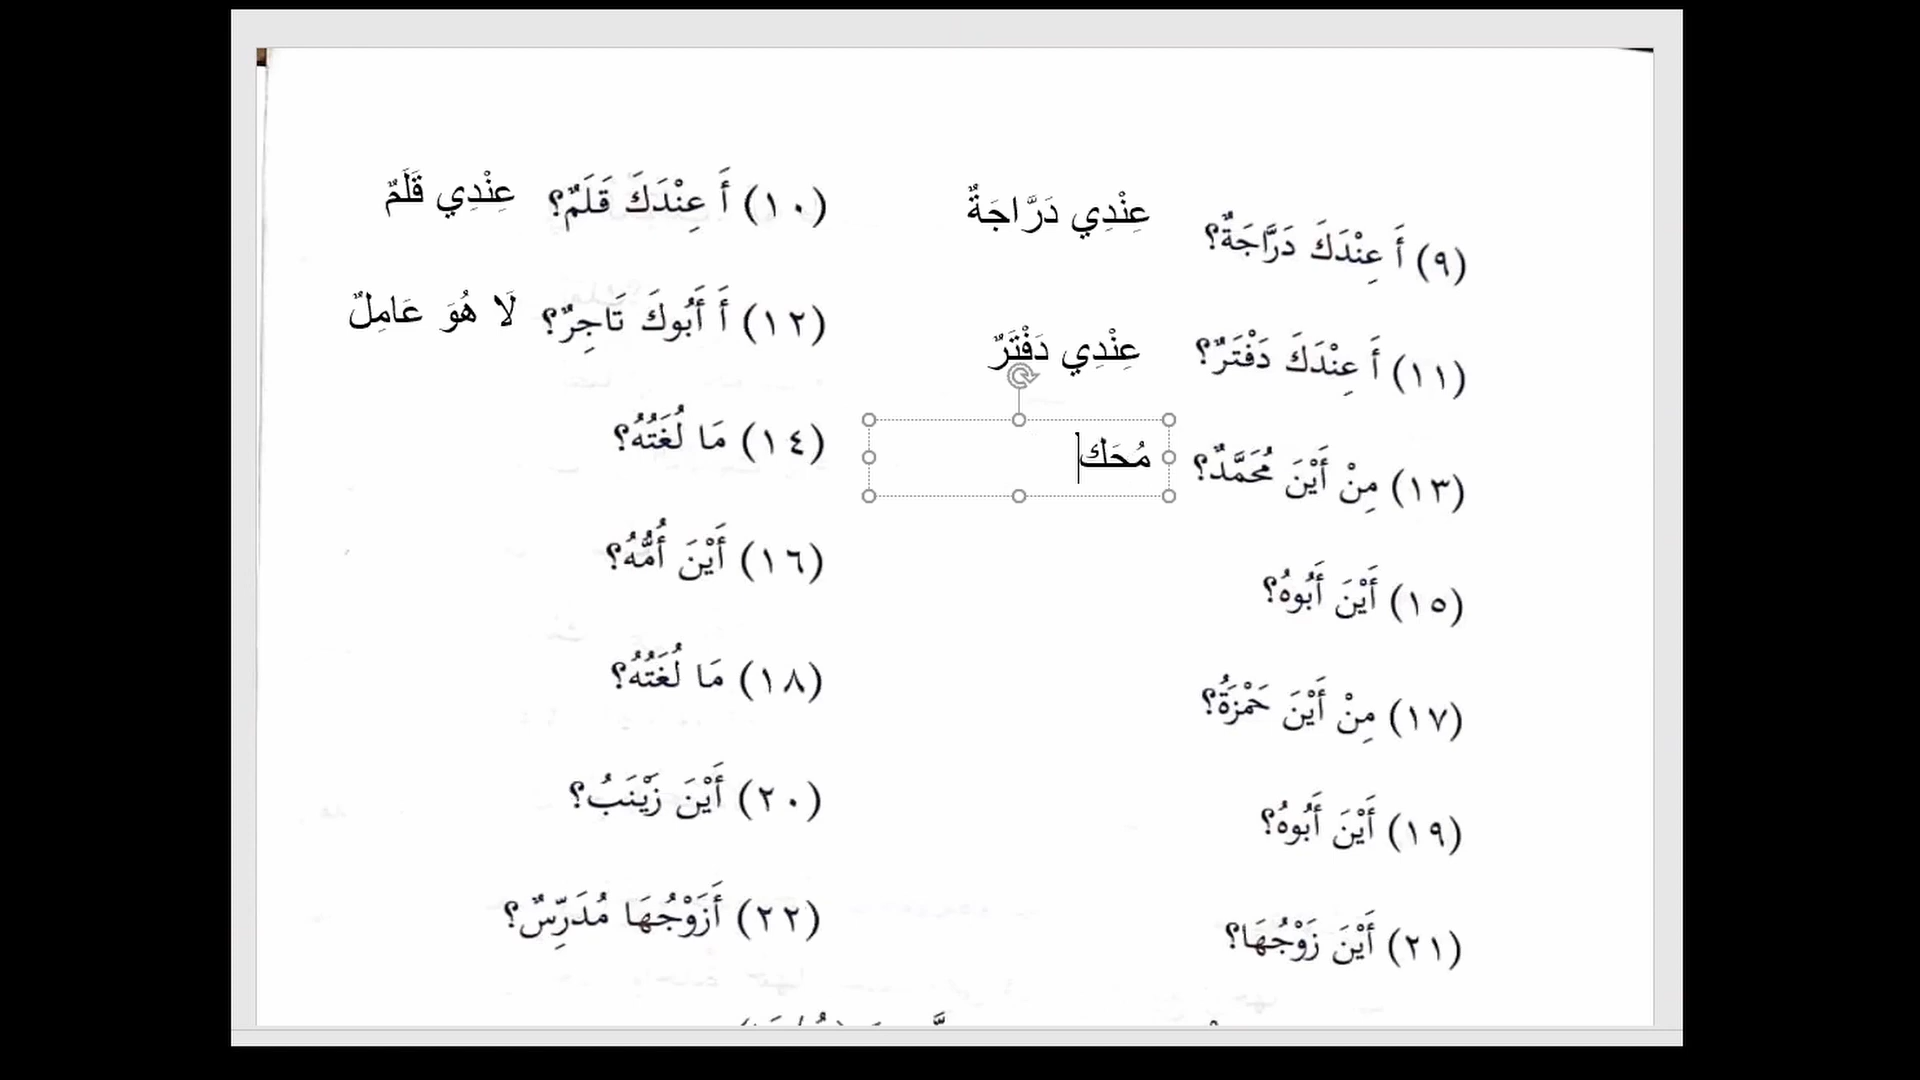 (٩) أَ عِنْدَكَ دَرَّاجَةٌ؟ عِنْدِي دَرَّاجَةٌ
(١٠) أَ عِنْدَكَ قَلَمٌ؟ عِنْدِي قَلَمٌ
(١١) أَ عِنْدَكَ دَفْتَرٌ؟ عِنْدِي دَفْتَرٌ
(١٢) أَ أَبُوكَ تَاجِرٌ؟ لَا هُوَ عَامِلٌ
(١٣) مِنْ أَيْنَ مُحَمَّدٌ؟ مُحَك
(١٤) مَا لُغَتُهُ؟
(١٥) أَيْنَ أَبُوهُ؟
(١٦) أَيْنَ أُمُّهُ؟
(١٧) مِنْ أَيْنَ حَمْزَةُ؟
(١٨) مَا لُغَتُهُ؟
(١٩) أَيْنَ أَبُوهُ؟
(٢٠) أَيْنَ زَيْنَبُ؟
(٢١) أَيْنَ زَوْجُهَا؟
(٢٢) أَزَوْجُهَا مُدَرِّسٌ؟